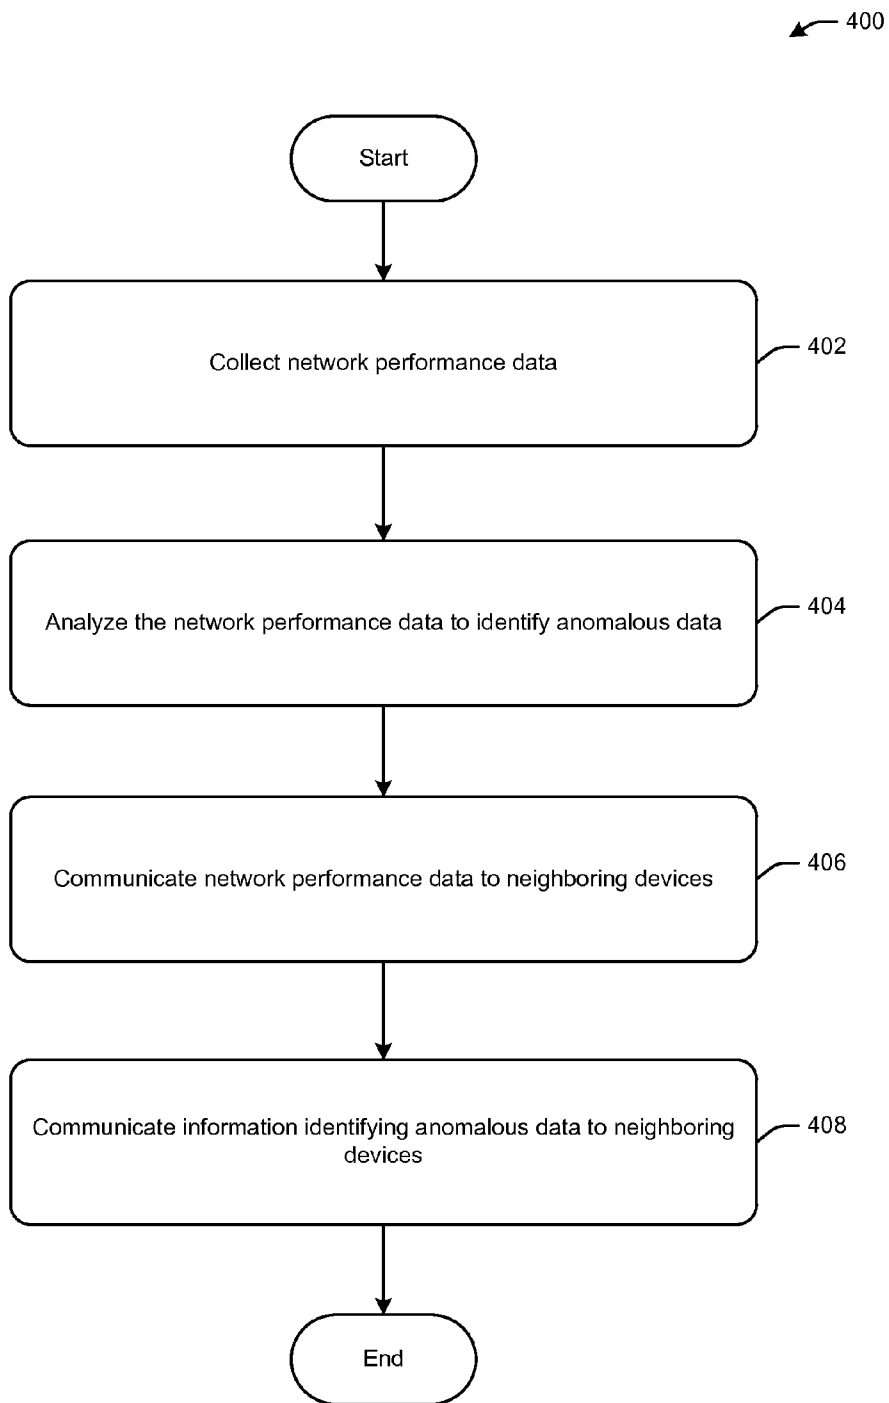 400
Start
Collect network performance data
402
Analyze the network performance data to identify anomalous data
404
Communicate network performance data to neighboring devices
406
Communicate information identifying anomalous data to neighboring
devices
408
End